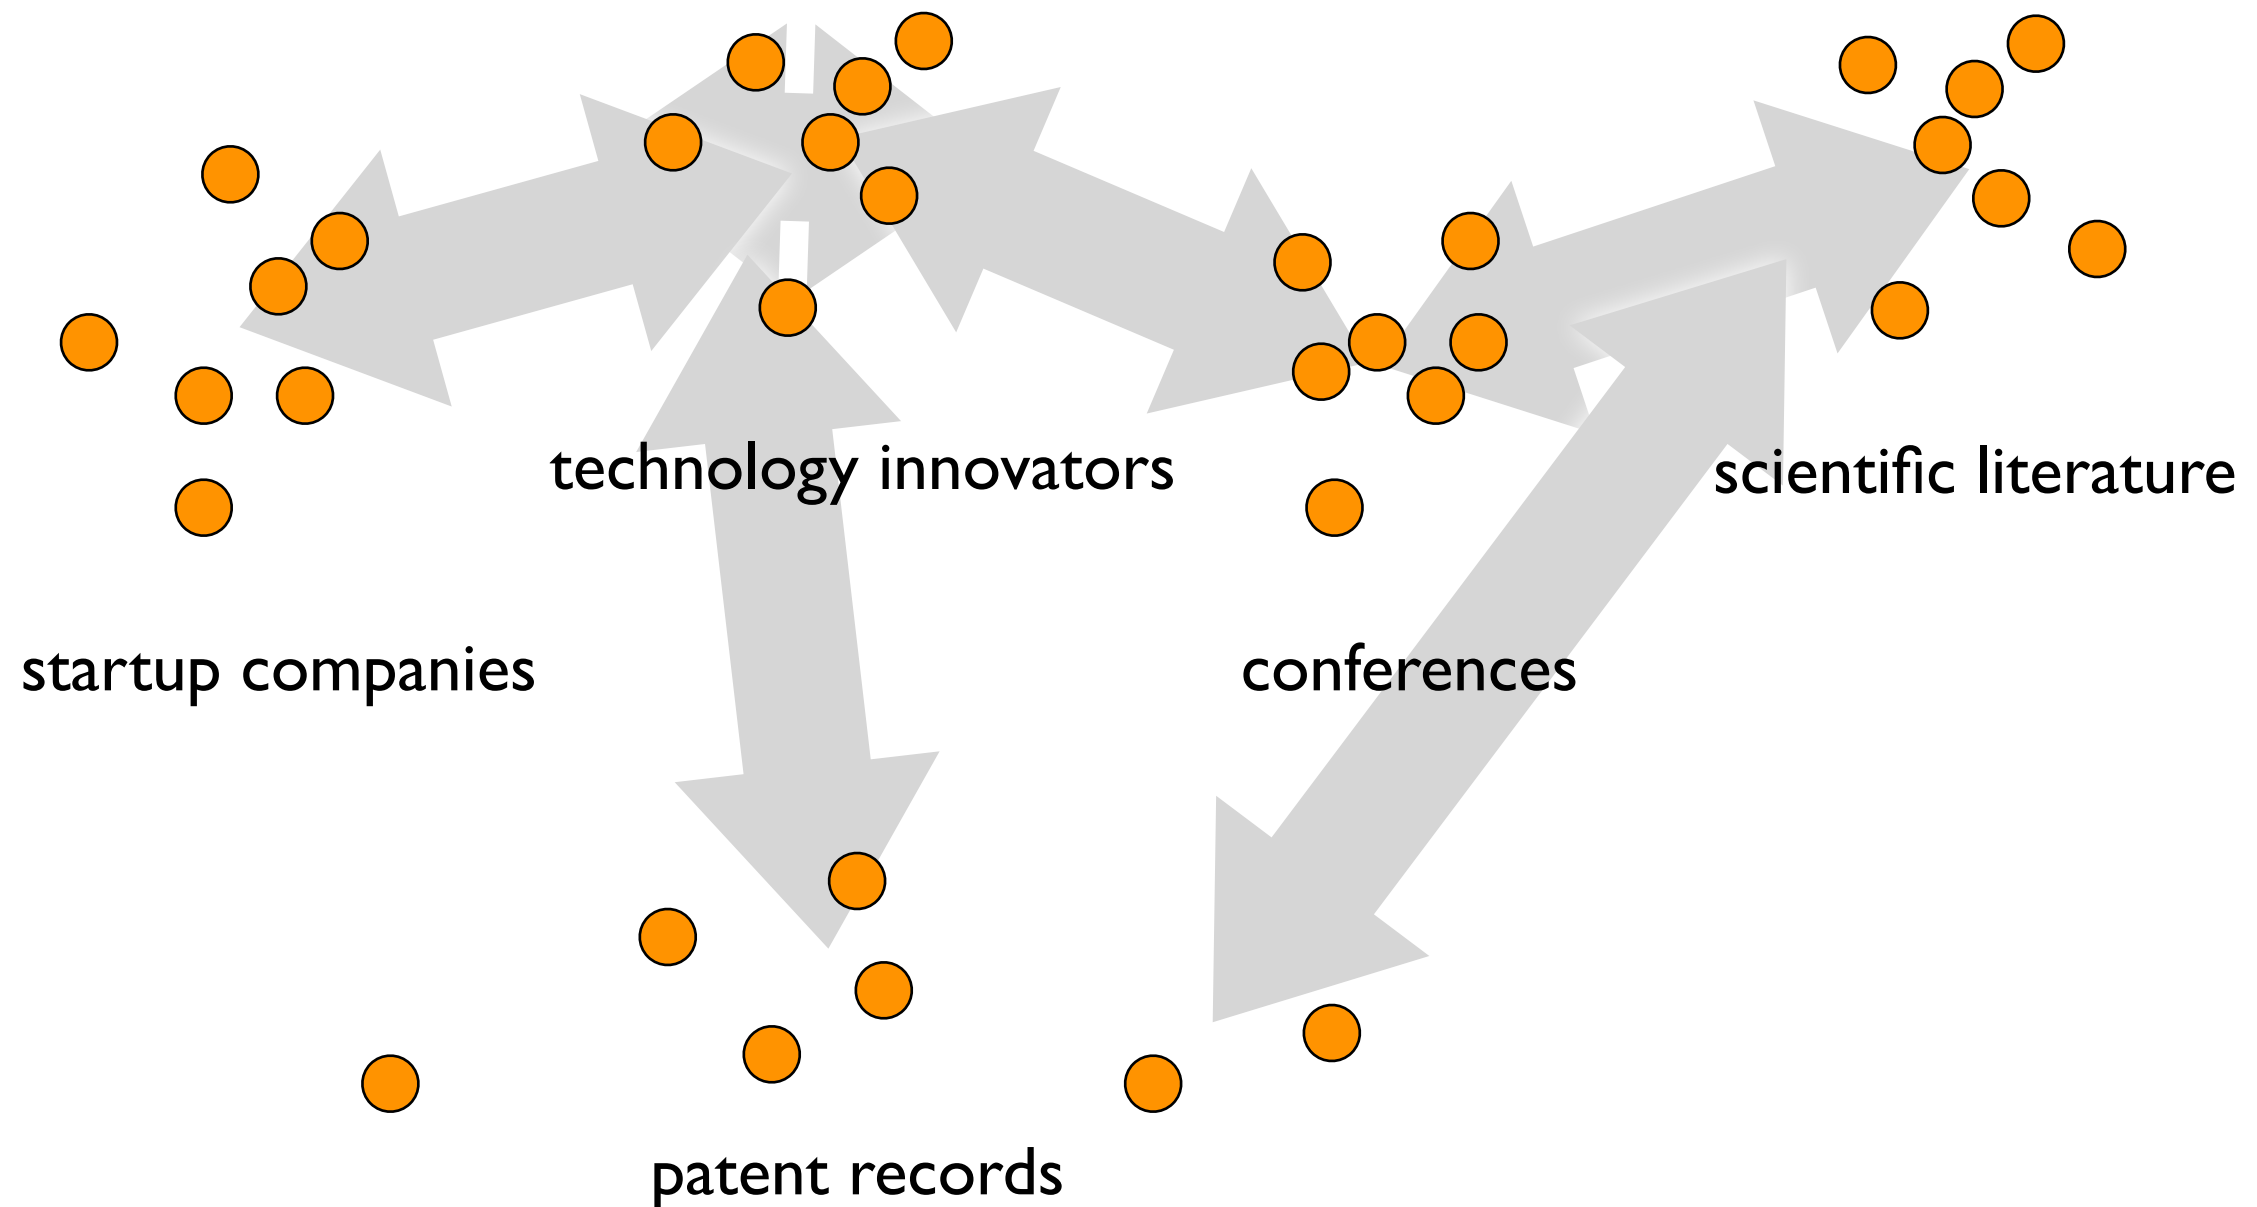 technology innovators
scientific literature
startup companies
conferences
patent records